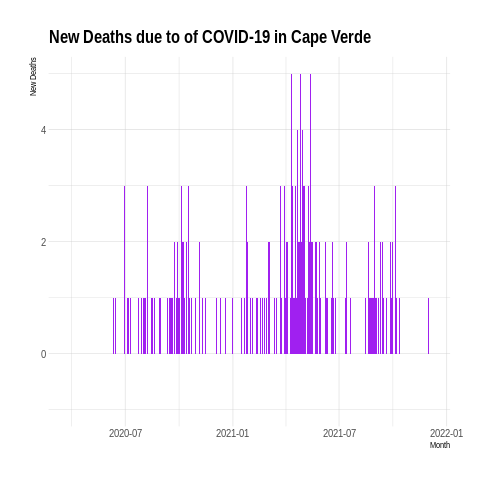 New Deaths due to of COVID-19 in Cape Verde
New Deaths
4
2
0
2020-07 2021-01 2021-07 2022-01
Month